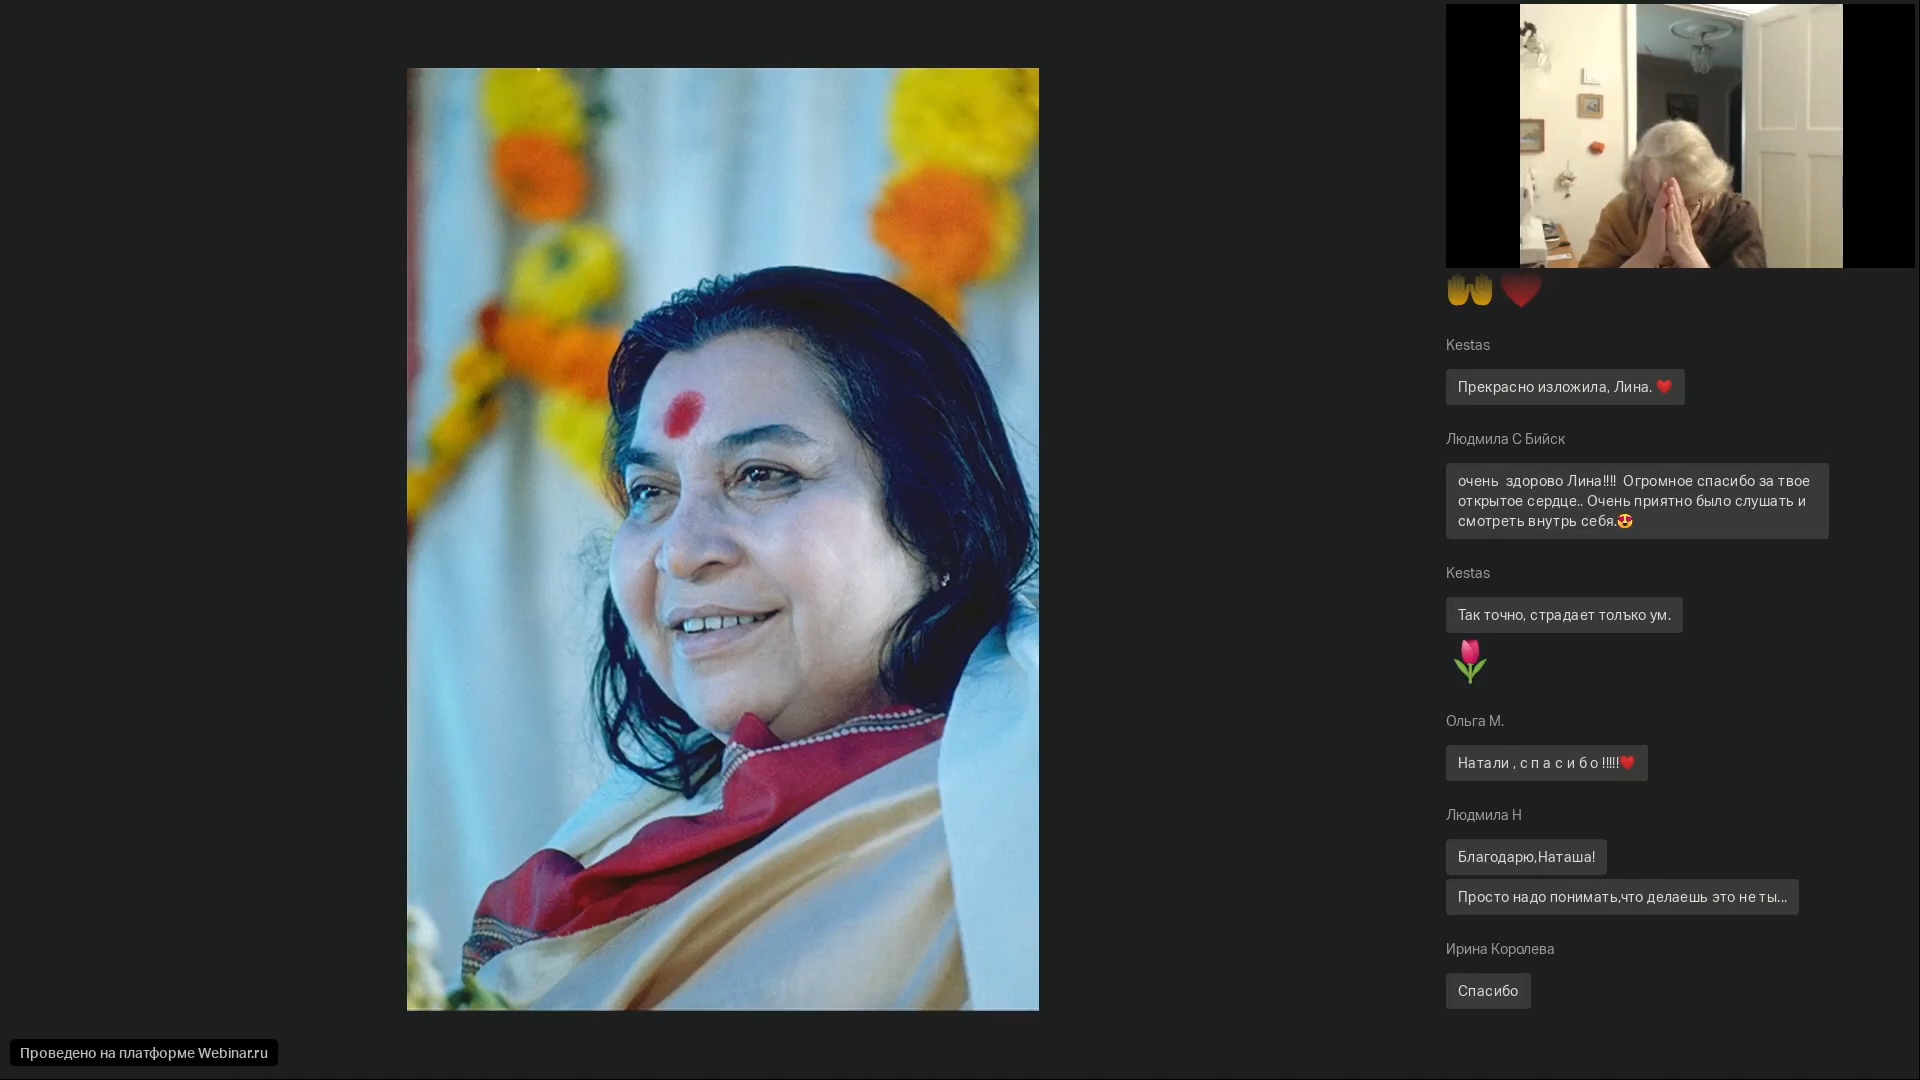 Kestas
Прекрасно изложила, Лина. ❤️
Людмила С Бийск
очень  здорово Лина!!!!  Огромное спасибо за твое
открытое сердце.. Очень приятно было слушать и
смотреть внутрь себя.😍
Kestas
Так точно, страдает только ум.
Ольга М.
Натали , с п а с и б о !!!!!❤️
Людмила Н
Благодарю,Наташа!
Просто надо понимать,что делаешь это не ты...
Ирина Королева
Спасибо
Проведено на платформе Webinar.ru